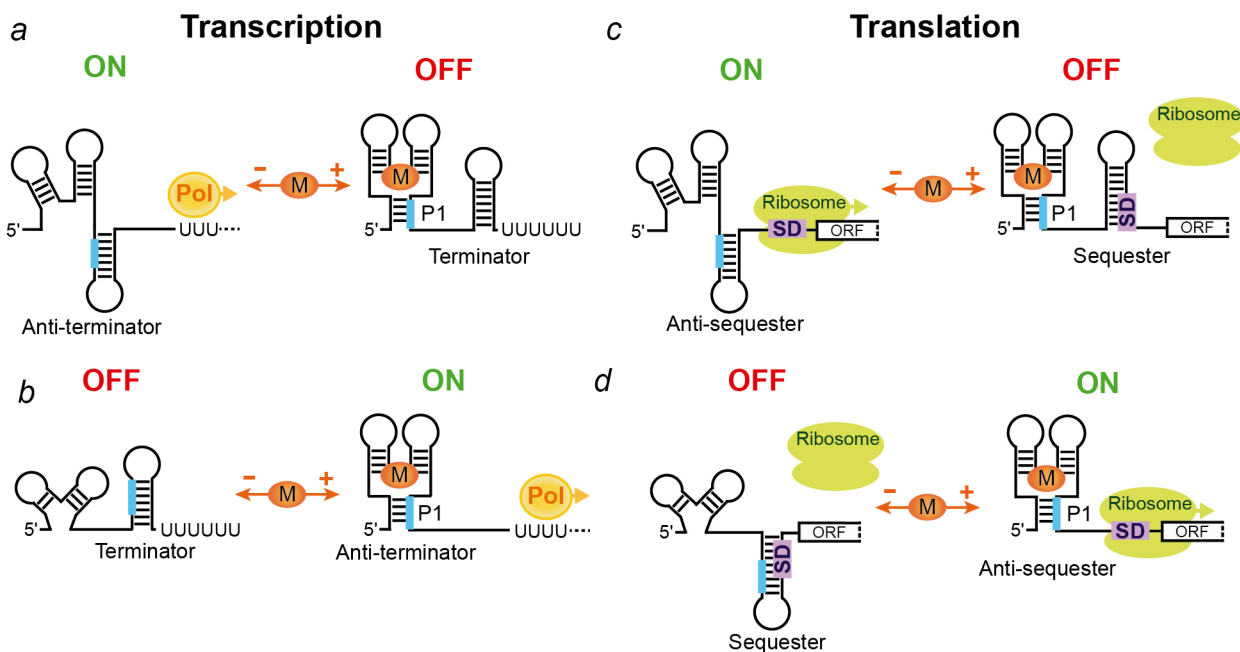 a Transcription
ON OFF
Pol - M + M
5' UUU P1 UUUUUU
Anti-terminator Terminator
b OFF ON
- M + M Pol
5' UUUUUU 5' P1 UUUU
Terminator Anti-terminator
c Translation
ON OFF
Ribosome
- M + M
Ribosome
5' SD ORF 5' P1 SD ORF
Anti-sequester Sequester
d OFF ON
Ribosome
- M + M
Ribosome
5' SD ORF 5' P1 SD ORF
Sequester Anti-sequester